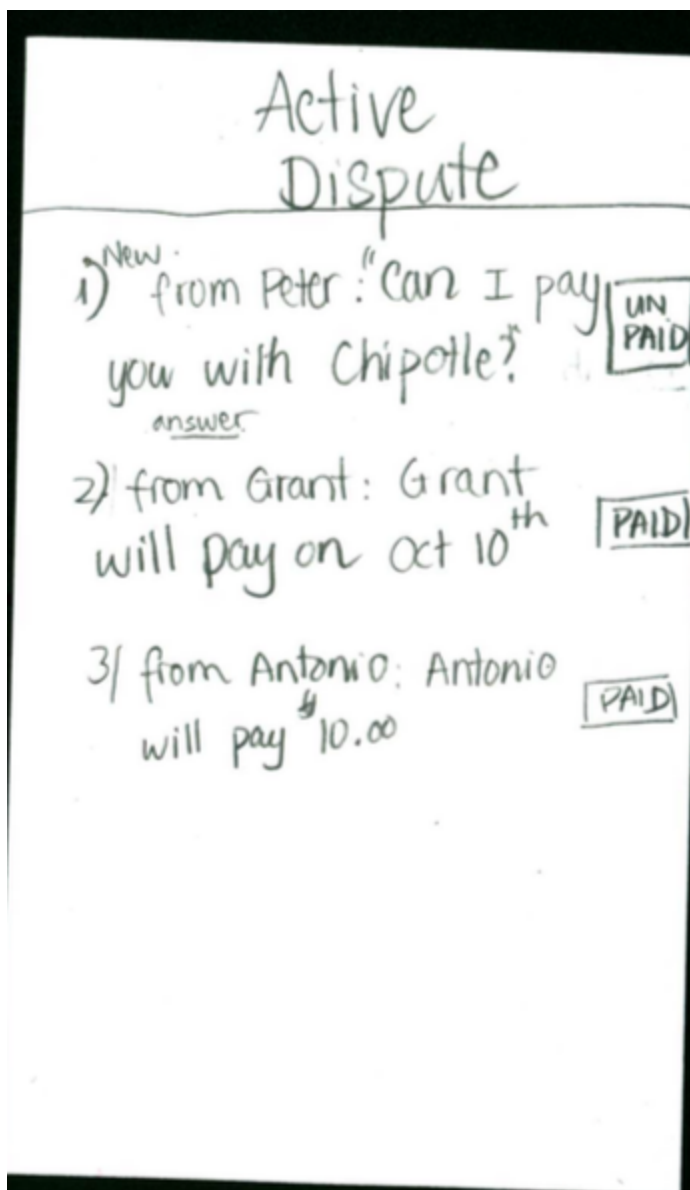 Active
Dispute
1) New from Peter: "Can I pay
you with Chipotle?"
UN
PAID
answer
2) from Grant: Grant
will pay on Oct 10th
PAID
3) from Antonio: Antonio
will pay $10.00
PAID